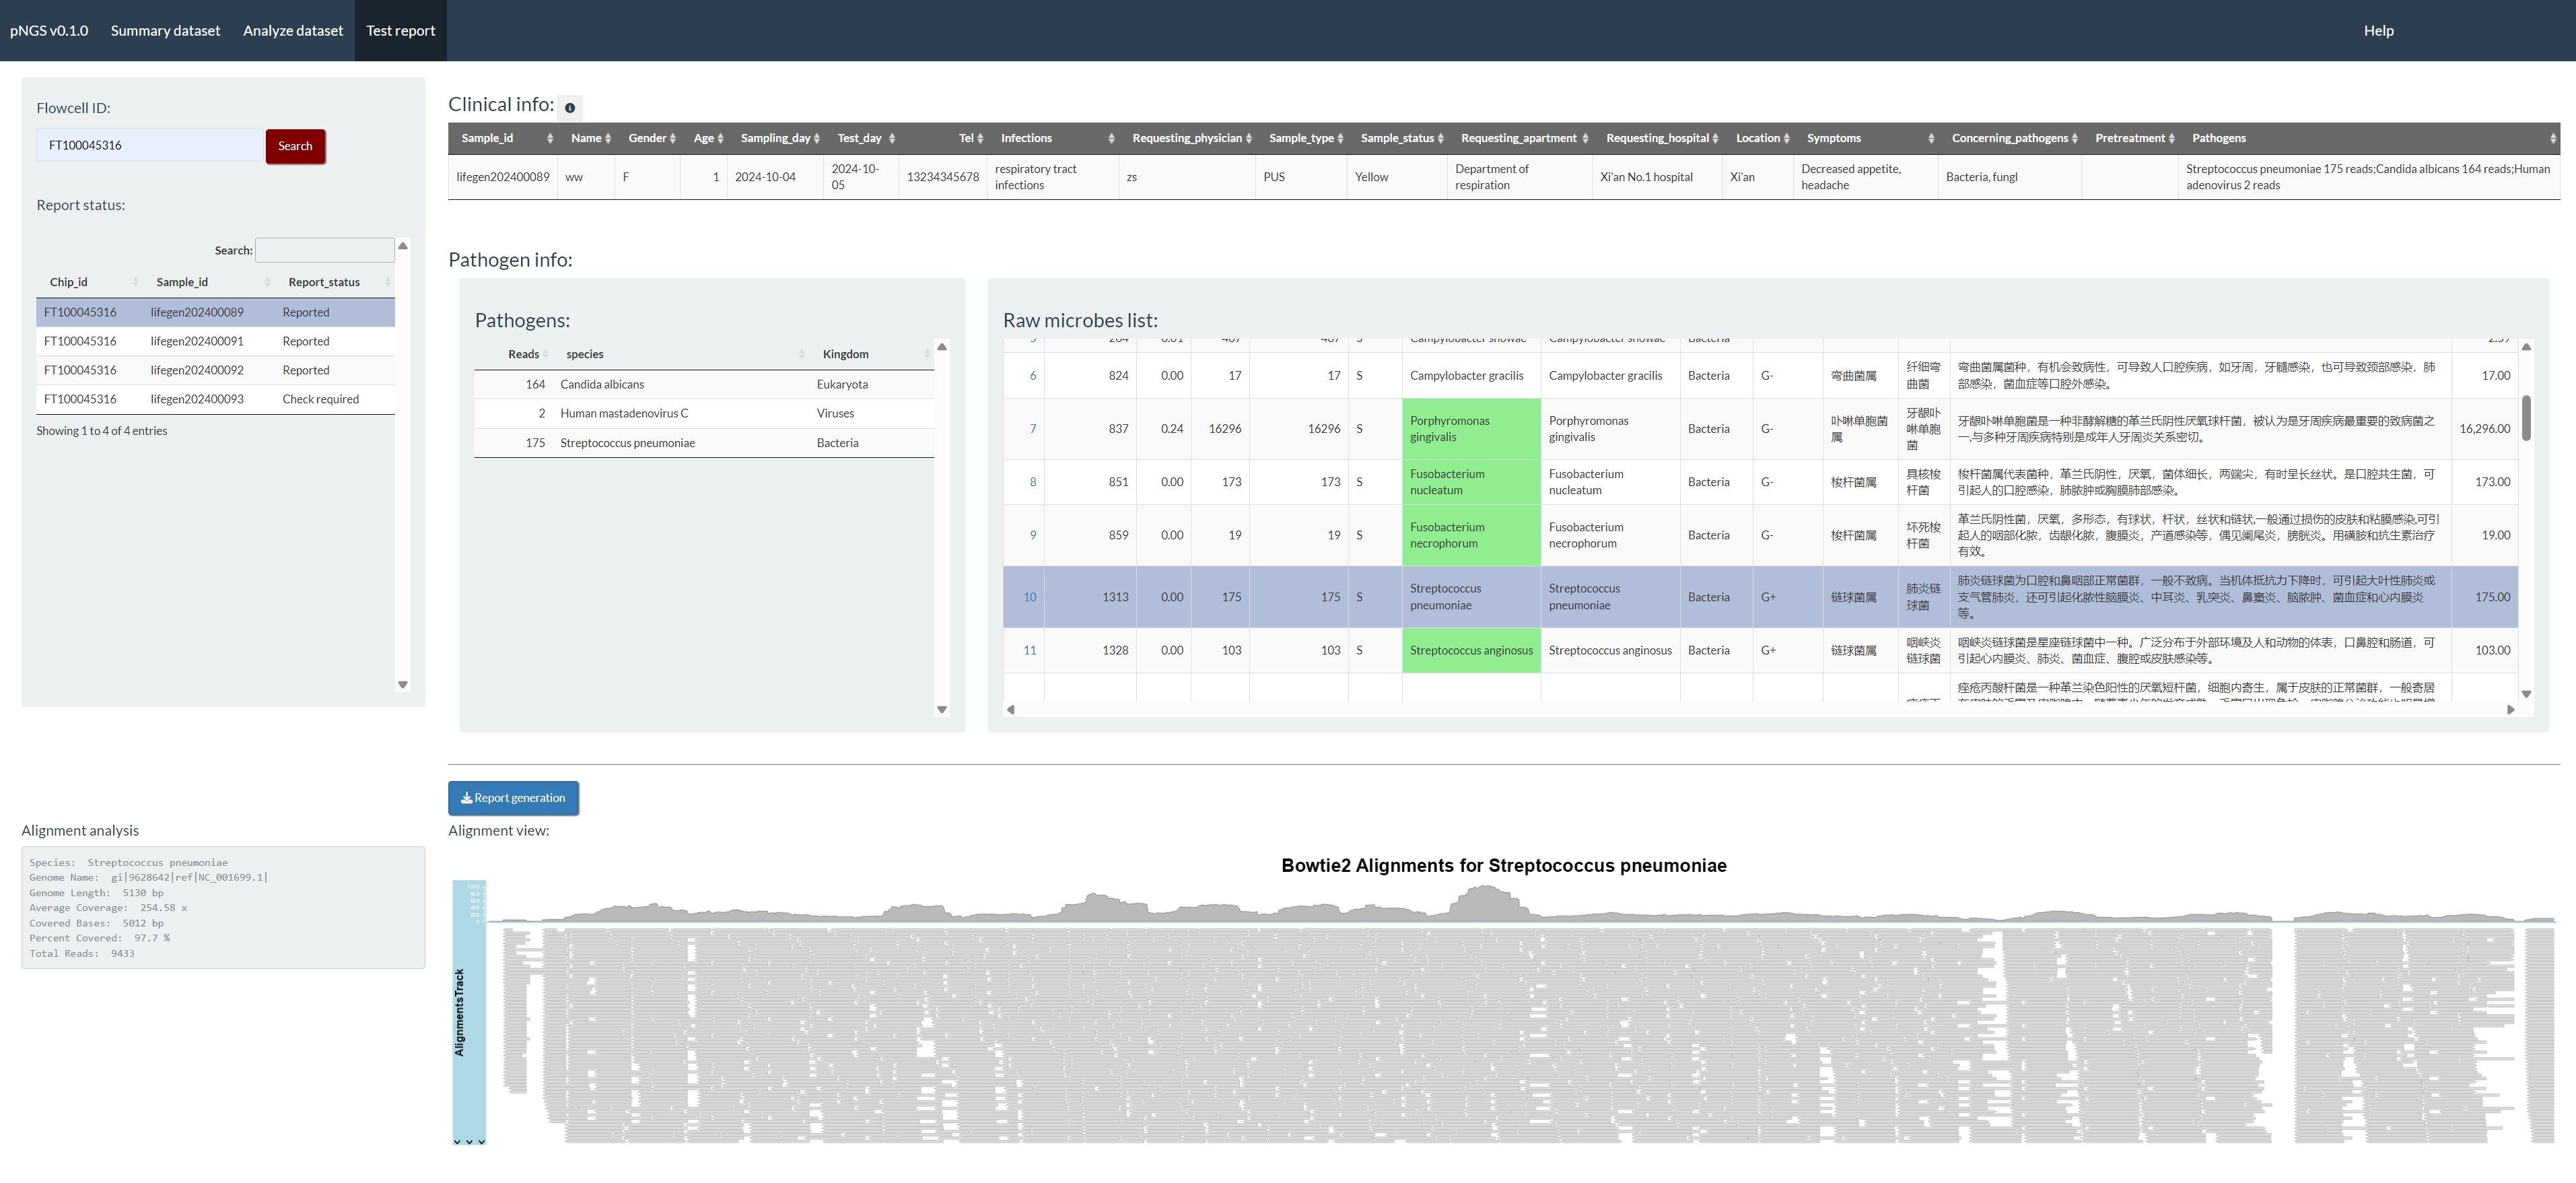 pNGS v0.1.0 Summary dataset Analyze dataset Test report Help
Flowcell ID:
FT100045316 Search
Report status:
Search:
Chip_id Sample_id Report_status
FT100045316 lifegen202400089 Reported
FT100045316 lifegen202400091 Reported
FT100045316 lifegen202400092 Reported
FT100045316 lifegen202400093 Check required
Showing 1 to 4 of 4 entries
Clinical info:
Sample_id Name Gender Age Sampling_day Test_day Tel Infections Requesting_physician Sample_type Sample_status Requesting_apartment Requesting_hospital Location Symptoms Concerning_pathogens Pretreatment Pathogens
lifegen202400089 ww F 1 2024-10-04 2024-10-
05 13234345678 respiratory tract
infections zs PUS Yellow Department of
respiration Xi'an No.1 hospital Xi'an Decreased appetite,
headache Bacteria, fungl Streptococcus pneumoniae 175 reads;Candida albicans 164 reads;Human
adenovirus 2 reads
Pathogen info:
Pathogens:
Reads species Kingdom
164 Candida albicans Eukaryota
2 Human mastadenovirus C Viruses
175 Streptococcus pneumoniae Bacteria
Raw microbes list:
6 824 0.00 17 17 S Campylobacter gracilis Campylobacter gracilis Bacteria G- 弯曲菌属 纤细弯
曲菌 弯曲菌属菌种，有机会致病性，可导致人口腔疾病，如牙周，牙髓感染，也可导致颈部感染，肺
部感染，菌血症等口腔外感染。 17.00
7 837 0.24 16296 16296 S Porphyromonas
gingivalis Porphyromonas
gingivalis Bacteria G- 卟啉单胞菌
属 牙龈卟
啉单胞
菌 牙龈卟啉单胞菌是一种非酵解糖的革兰氏阴性厌氧球杆菌，被认为是牙周疾病最重要的致病菌之
一,与多种牙周疾病特别是成年人牙周炎关系密切。 16,296.00
8 851 0.00 173 173 S Fusobacterium
nucleatum Fusobacterium
nucleatum Bacteria G- 梭杆菌属 具核梭
杆菌 梭杆菌属代表菌种，革兰氏阴性，厌氧，菌体细长，两端尖，有时呈长丝状。是口腔共生菌，可
引起人的口腔感染，肺脓肿或胸膜肺部感染。 173.00
9 859 0.00 19 19 S Fusobacterium
necrophorum Fusobacterium
necrophorum Bacteria G- 梭杆菌属 坏死梭
杆菌 革兰氏阴性菌，厌氧，多形态，有球状，杆状，丝状和链状,一般通过损伤的皮肤和粘膜感染,可引
起人的咽部化脓，齿龈化脓，腹膜炎，产道感染等，偶见阑尾炎，膀胱炎。用磺胺和抗生素治疗
有效。 19.00
10 1313 0.00 175 175 S Streptococcus
pneumoniae Streptococcus
pneumoniae Bacteria G+ 链球菌属 肺炎链
球菌 肺炎链球菌为口腔和鼻咽部正常菌群，一般不致病。当机体抵抗力下降时，可引起大叶性肺炎或
支气管肺炎，还可引起化脓性脑膜炎、中耳炎、乳突炎、鼻窦炎、脑脓肿、菌血症和心内膜炎
等。 175.00
11 1328 0.00 103 103 S Streptococcus anginosus Streptococcus anginosus Bacteria G+ 链球菌属 咽峡炎
链球菌 咽峡炎链球菌是星座链球菌中一种。广泛分布于外部环境及人和动物的体表，口鼻腔和肠道，可
引起心内膜炎、肺炎、菌血症、腹腔或皮肤感染等。 103.00
痤疮丙酸杆菌是一种革兰染色阳性的厌氧短杆菌，细胞内寄生，属于皮肤的正常菌群，一般寄居
Report generation
Alignment analysis
Species: Streptococcus pneumoniae
Genome Name: gi|9628642|ref|NC_001699.1|
Genome Length: 5130 bp
Average Coverage: 254.58 x
Covered Bases: 5012 bp
Percent Covered: 97.7 %
Total Reads: 9433
Alignment view:
Bowtie2 Alignments for Streptococcus pneumoniae
1000
800
600
400
200
0
AlignmentsTrack